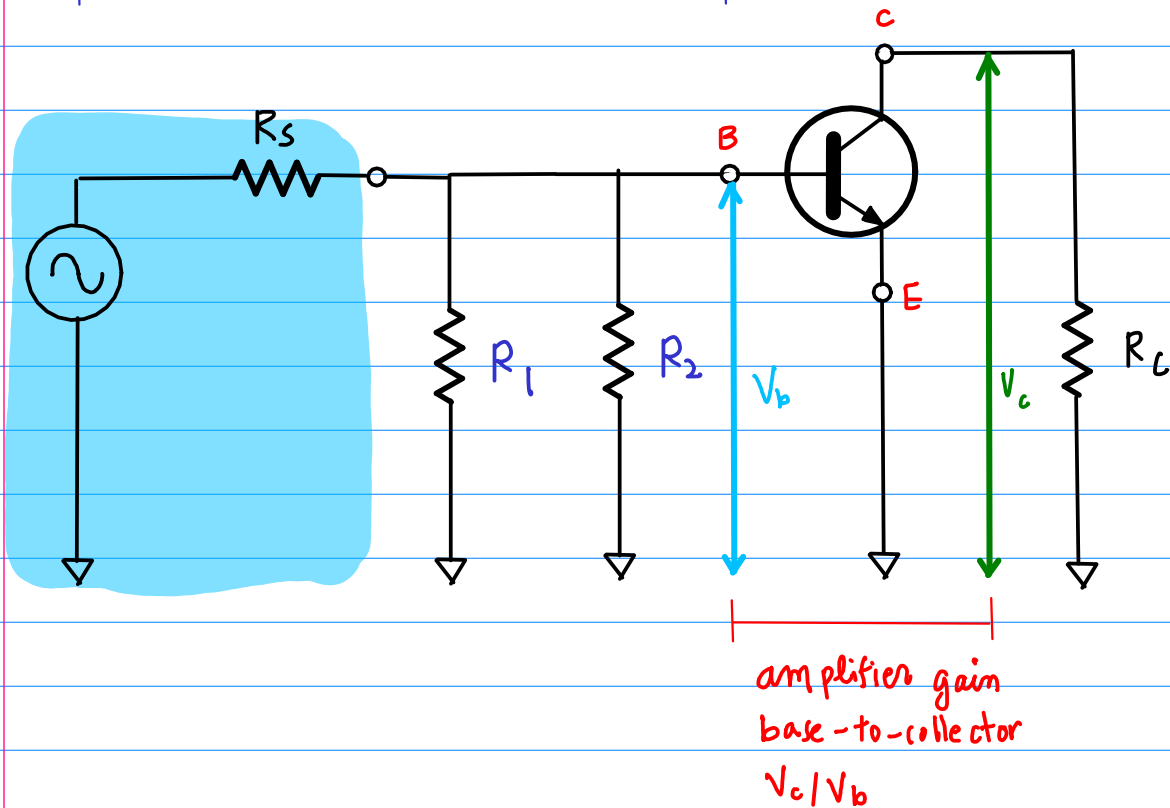 C
Rs
B
E
R1
R2
Vb
Vc
Rc
amplifier gain
base-to-collector
Vc/Vb